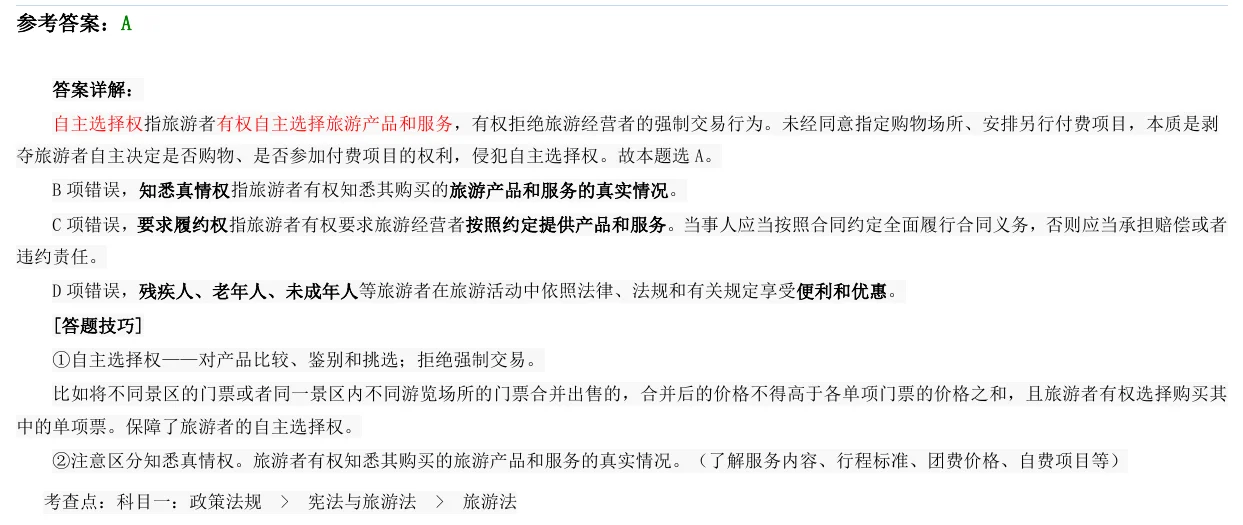 参考答案：A
答案详解：
自主选择权指旅游者有权自主选择旅游产品和服务，有权拒绝旅游经营者的强制交易行为。未经同意指定购物场所、安排另行付费项目，本质是剥
夺旅游者自主决定是否购物、是否参加付费项目的权利，侵犯自主选择权。故本题选 A。
B 项错误，知悉真情权指旅游者有权知悉其购买的旅游产品和服务的真实情况。
C 项错误，要求履约权指旅游者有权要求旅游经营者按照约定提供产品和服务。当事人应当按照合同约定全面履行合同义务，否则应当承担赔偿或者
违约责任。
D 项错误，残疾人、老年人、未成年人等旅游者在旅游活动中依照法律、法规和有关规定享受便利和优惠。
[答题技巧]
①自主选择权——对产品比较、鉴别和挑选；拒绝强制交易。
比如将不同景区的门票或者同一景区内不同游览场所的门票合并出售的，合并后的价格不得高于各单项门票的价格之和，且旅游者有权选择购买其
中的单项票。保障了旅游者的自主选择权。
②注意区分知悉真情权。旅游者有权知悉其购买的旅游产品和服务的真实情况。（了解服务内容、行程标准、团费价格、自费项目等）
考查点：科目一：政策法规 > 宪法与旅游法 > 旅游法